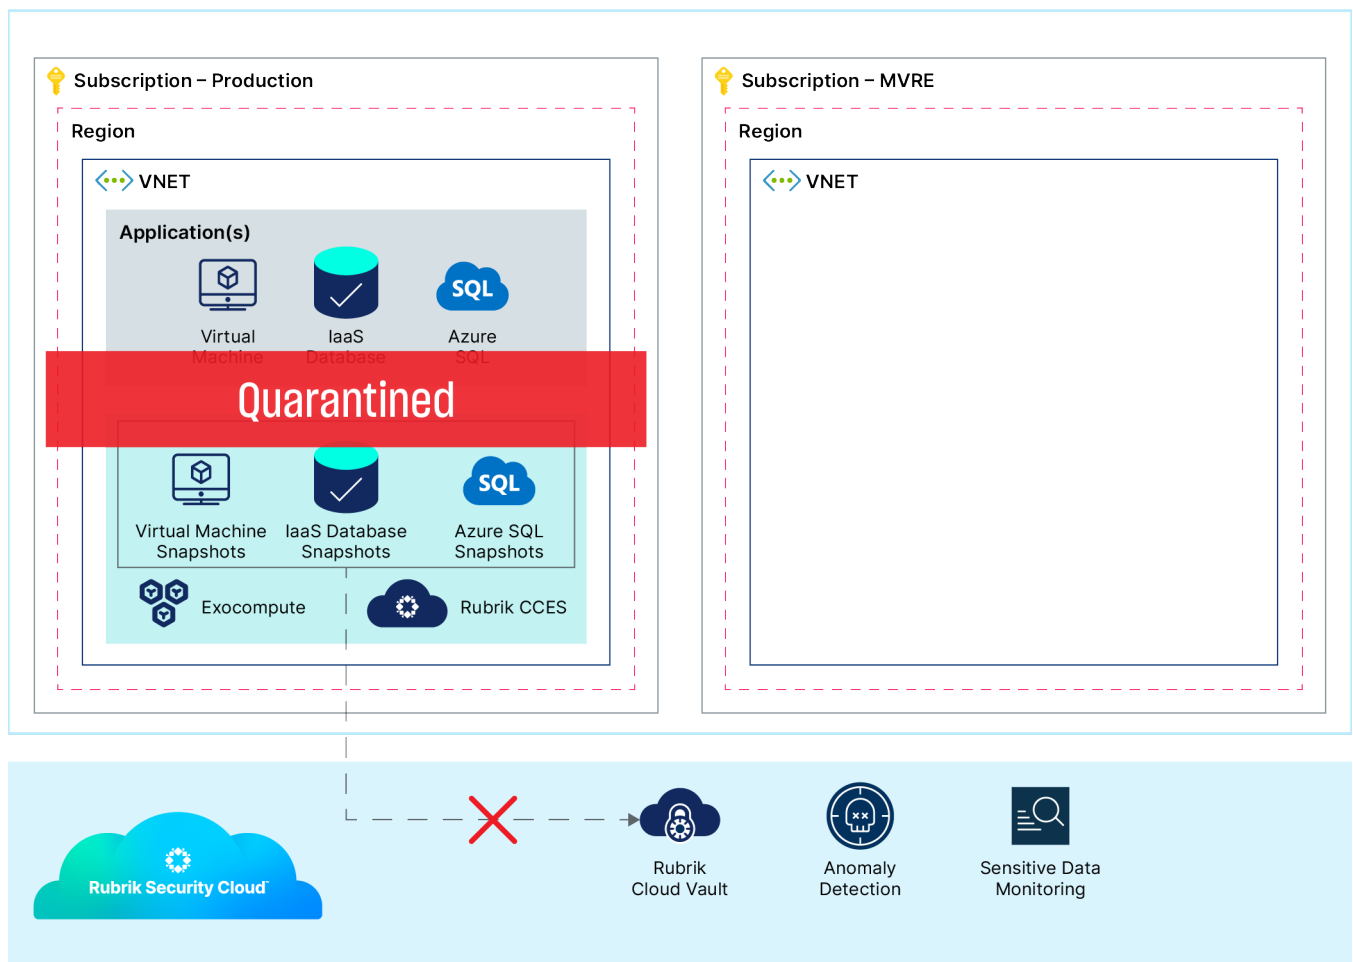 Subscription – Production
Region
VNET
Application(s)
Virtual
Machine
IaaS
Database
Azure
SQL
SQL
Quarantined
SQL
Virtual Machine
Snapshots
IaaS Database
Snapshots
Azure SQL
Snapshots
Exocompute
Rubrik CCES
Subscription – MVRE
Region
VNET
Rubrik Security Cloud
Rubrik
Cloud Vault
Anomaly
Detection
Sensitive Data
Monitoring